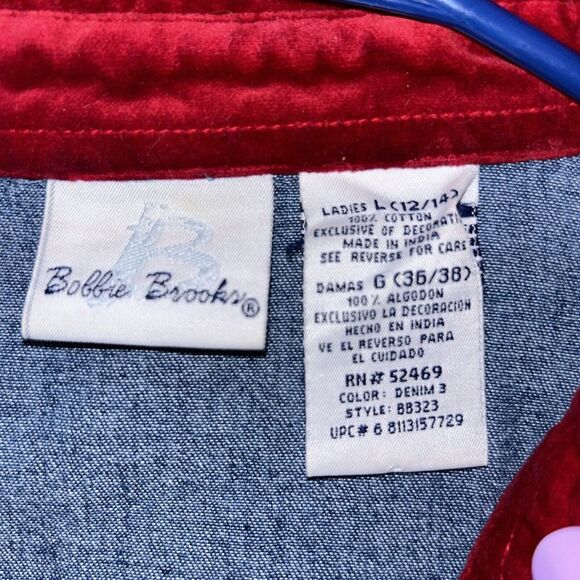 B
Bobbie Brooks®
LADIES L (12/14)
100% COTTON
EXCLUSIVE OF DECORATI
MADE IN INDIA
SEE REVERSE FOR CARE
DAMAS G (36/38)
100% ALGODON
EXCLUSIVO LA DECORACION
HECHO EN INDIA
VE EL REVERSO PARA
EL CUIDADO
RN# 52469
COLOR: DENIM 3
STYLE: BB323
UPC# 6 8113157729